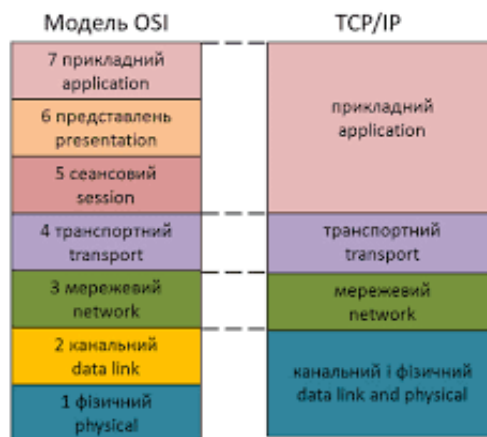 Модель OSI
7 прикладний
application
6 представлень
presentation
5 сеансовий
session
4 транспортний
transport
3 мережевий
network
2 канальний
data link
1 фізичний
physical
TCP/IP
прикладний
application
транспортний
transport
мережевий
network
канальний і фізичний
data link and physical